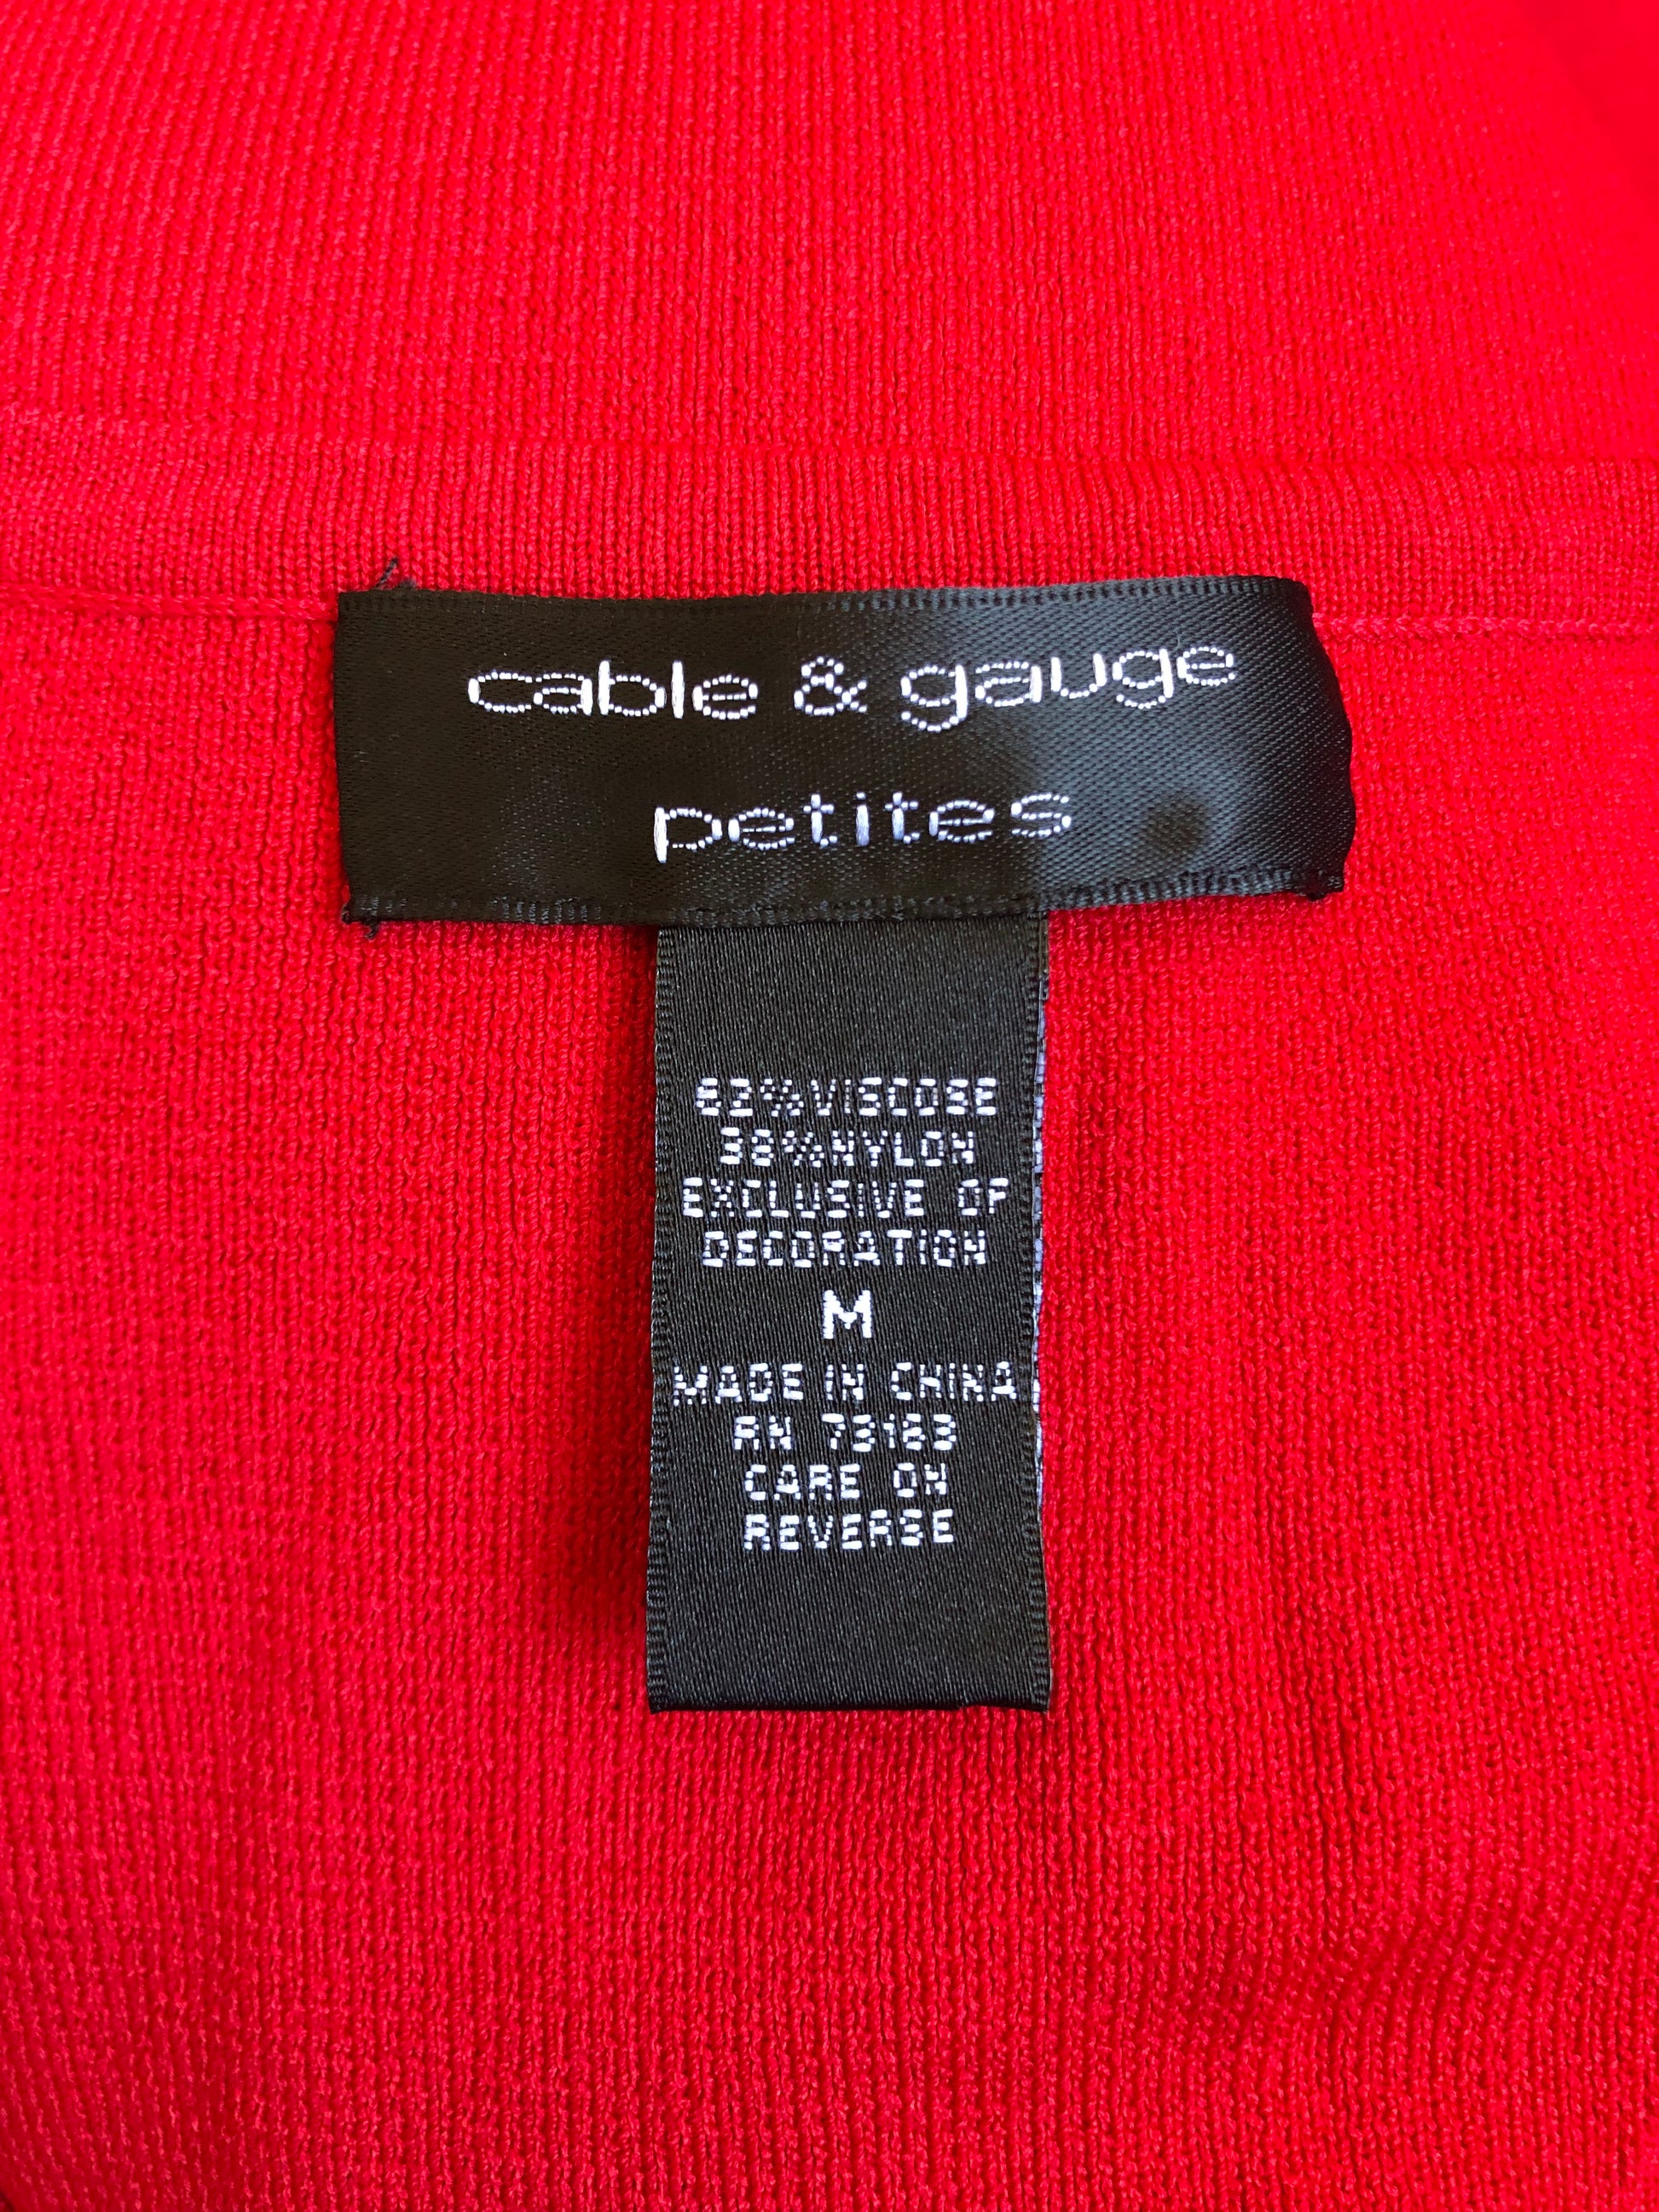 cable & gauge
petites
62% VISCOSE
38% NYLON
EXCLUSIVE OF
DECORATION
M
MADE IN CHINA
RN 73183
CARE ON
REVERSE